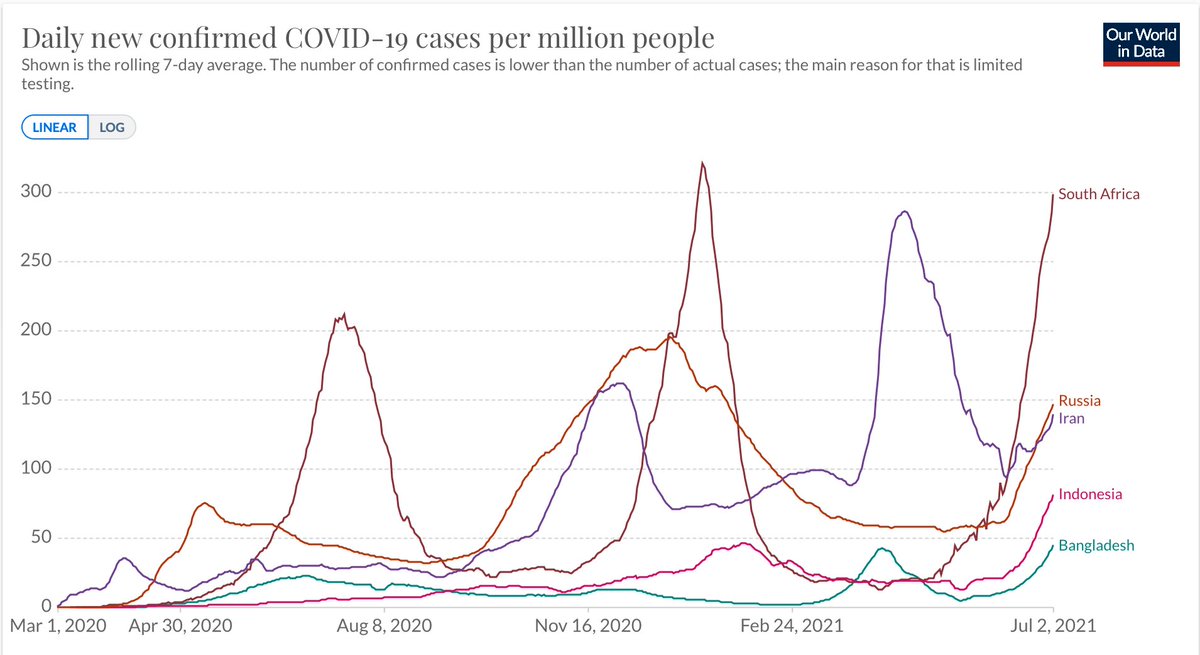 Daily new confirmed COVID-19 cases per million people
Shown is the rolling 7-day average. The number of confirmed cases is lower than the number of actual cases; the main reason for that is limited
testing.
Our World
in Data
LINEAR
LOG
300
250
200
150
100
50
0
South Africa
Russia
Iran
Indonesia
Bangladesh
Mar 1, 2020
Apr 30, 2020
Aug 8, 2020
Nov 16, 2020
Feb 24, 2021
Jul 2, 2021